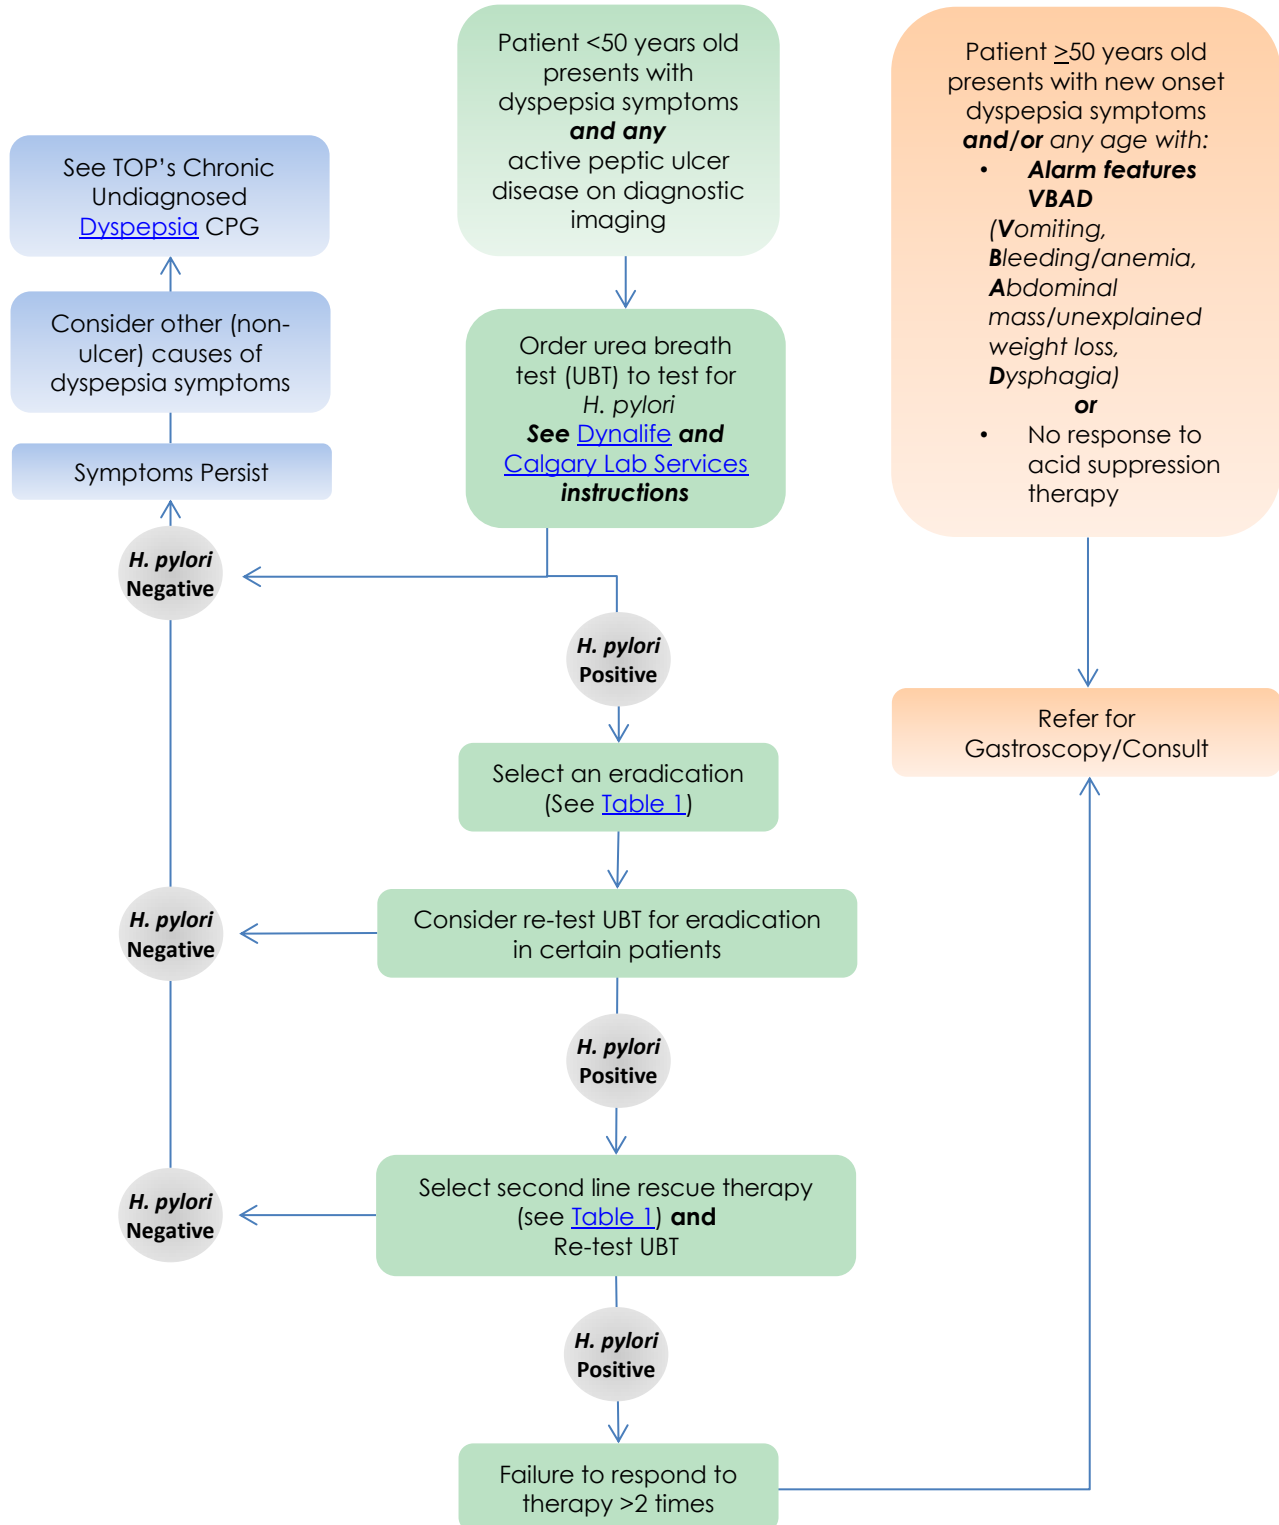 Patient <50 years old
presents with
dyspepsia symptoms
and any
active peptic ulcer
disease on diagnostic
imaging
Patient ≥50 years old
presents with new onset
dyspepsia symptoms
and/or any age with:
• Alarm features
VBAD
(Vomiting,
Bleeding/anemia,
Abdominal
mass/unexplained
weight loss,
Dysphagia)
or
• No response to
acid suppression
therapy
See TOP's Chronic
Undiagnosed
Dyspepsia CPG
Consider other (non-
ulcer) causes of
dyspepsia symptoms
Symptoms Persist
Order urea breath
test (UBT) to test for
H. pylori
See Dynalife and
Calgary Lab Services
instructions
H. pylori
Negative
H. pylori
Positive
Refer for
Gastroscopy/Consult
Select an eradication
(See Table 1)
Consider re-test UBT for eradication
in certain patients
H. pylori
Negative
H. pylori
Positive
Select second line rescue therapy
(see Table 1) and
Re-test UBT
H. pylori
Negative
H. pylori
Positive
Failure to respond to
therapy >2 times